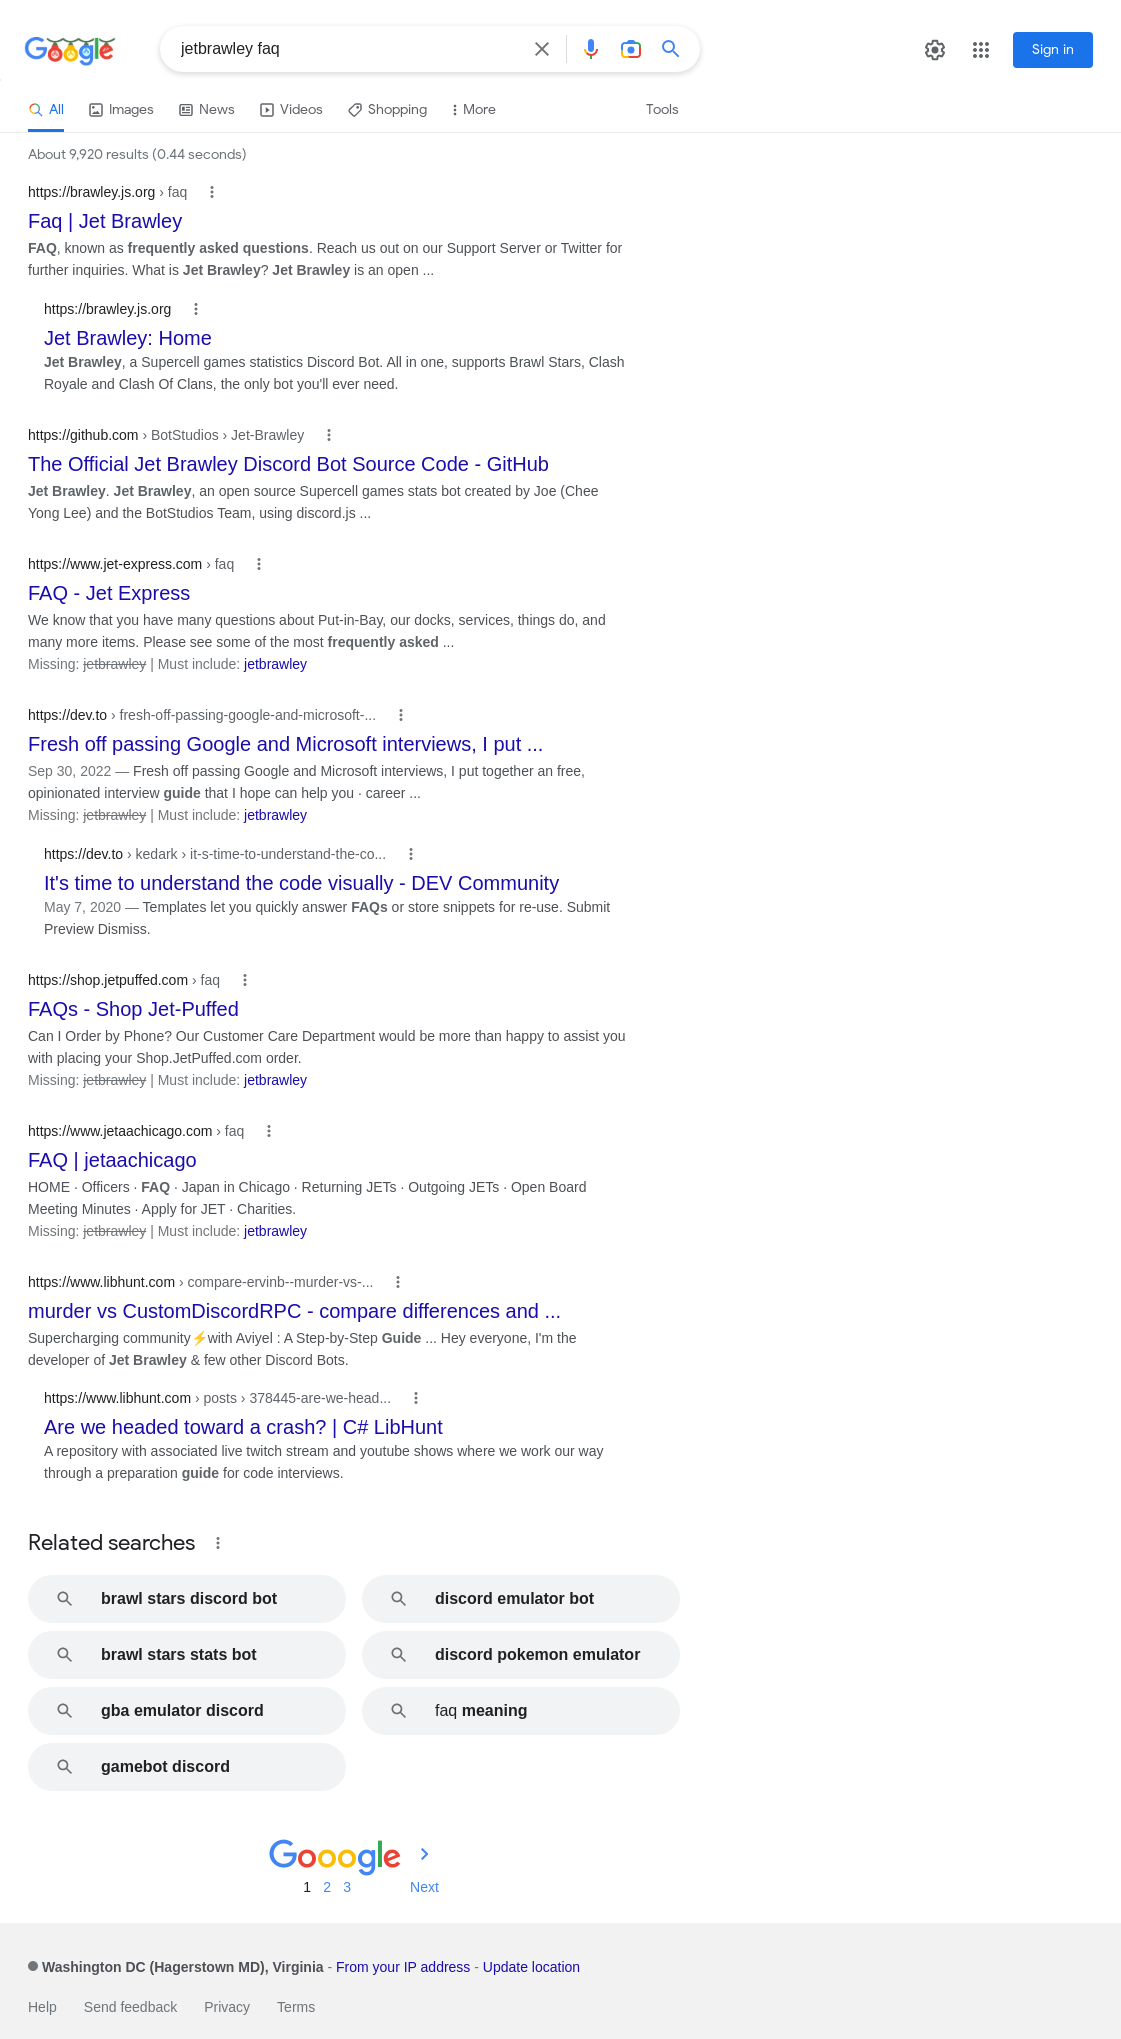 Google
jetbrawley faq
Sign in
All Images News Videos Shopping More Tools
About 9,920 results (0.44 seconds)
https://brawley.js.org › faq
Faq | Jet Brawley
FAQ, known as frequently asked questions. Reach us out on our Support Server or Twitter for
further inquiries. What is Jet Brawley? Jet Brawley is an open ...
https://brawley.js.org
Jet Brawley: Home
Jet Brawley, a Supercell games statistics Discord Bot. All in one, supports Brawl Stars, Clash
Royale and Clash Of Clans, the only bot you'll ever need.
https://github.com › BotStudios › Jet-Brawley
The Official Jet Brawley Discord Bot Source Code - GitHub
Jet Brawley. Jet Brawley, an open source Supercell games stats bot created by Joe (Chee
Yong Lee) and the BotStudios Team, using discord.js ...
https://www.jet-express.com › faq
FAQ - Jet Express
We know that you have many questions about Put-in-Bay, our docks, services, things do, and
many more items. Please see some of the most frequently asked ...
Missing: jetbrawley | Must include: jetbrawley
https://dev.to › fresh-off-passing-google-and-microsoft-...
Fresh off passing Google and Microsoft interviews, I put ...
Sep 30, 2022 — Fresh off passing Google and Microsoft interviews, I put together an free,
opinionated interview guide that I hope can help you · career ...
Missing: jetbrawley | Must include: jetbrawley
https://dev.to › kedark › it-s-time-to-understand-the-co...
It's time to understand the code visually - DEV Community
May 7, 2020 — Templates let you quickly answer FAQs or store snippets for re-use. Submit
Preview Dismiss.
https://shop.jetpuffed.com › faq
FAQs - Shop Jet-Puffed
Can I Order by Phone? Our Customer Care Department would be more than happy to assist you
with placing your Shop.JetPuffed.com order.
Missing: jetbrawley | Must include: jetbrawley
https://www.jetaachicago.com › faq
FAQ | jetaachicago
HOME · Officers · FAQ · Japan in Chicago · Returning JETs · Outgoing JETs · Open Board
Meeting Minutes · Apply for JET · Charities.
Missing: jetbrawley | Must include: jetbrawley
https://www.libhunt.com › compare-ervinb--murder-vs-...
murder vs CustomDiscordRPC - compare differences and ...
Supercharging community⚡with Aviyel : A Step-by-Step Guide ... Hey everyone, I'm the
developer of Jet Brawley & few other Discord Bots.
https://www.libhunt.com › posts › 378445-are-we-head...
Are we headed toward a crash? | C# LibHunt
A repository with associated live twitch stream and youtube shows where we work our way
through a preparation guide for code interviews.
Related searches
brawl stars discord bot
discord emulator bot
brawl stars stats bot
discord pokemon emulator
gba emulator discord
faq meaning
gamebot discord
Gooogle
1 2 3 Next
Washington DC (Hagerstown MD), Virginia - From your IP address - Update location
Help Send feedback Privacy Terms